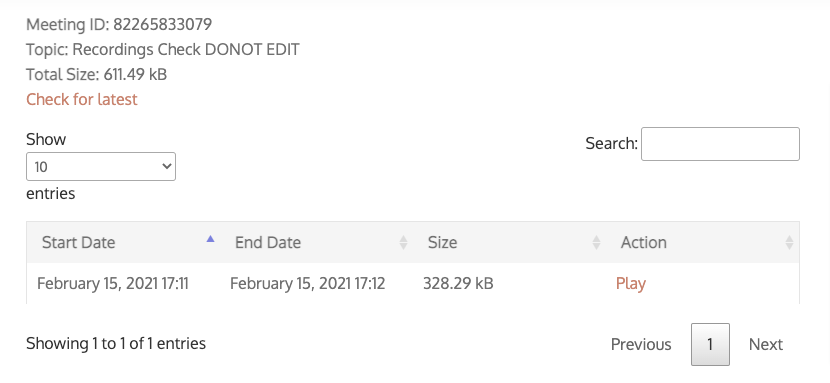 Meeting ID: 82265833079
Topic: Recordings Check DONOT EDIT
Total Size: 611.49 kB
Check for latest
Show
Search:
10
entries
Start Date End Date Size Action
February 15, 2021 17:11 February 15, 2021 17:12 328.29 kB Play
Showing 1 to 1 of 1 entries Previous 1 Next